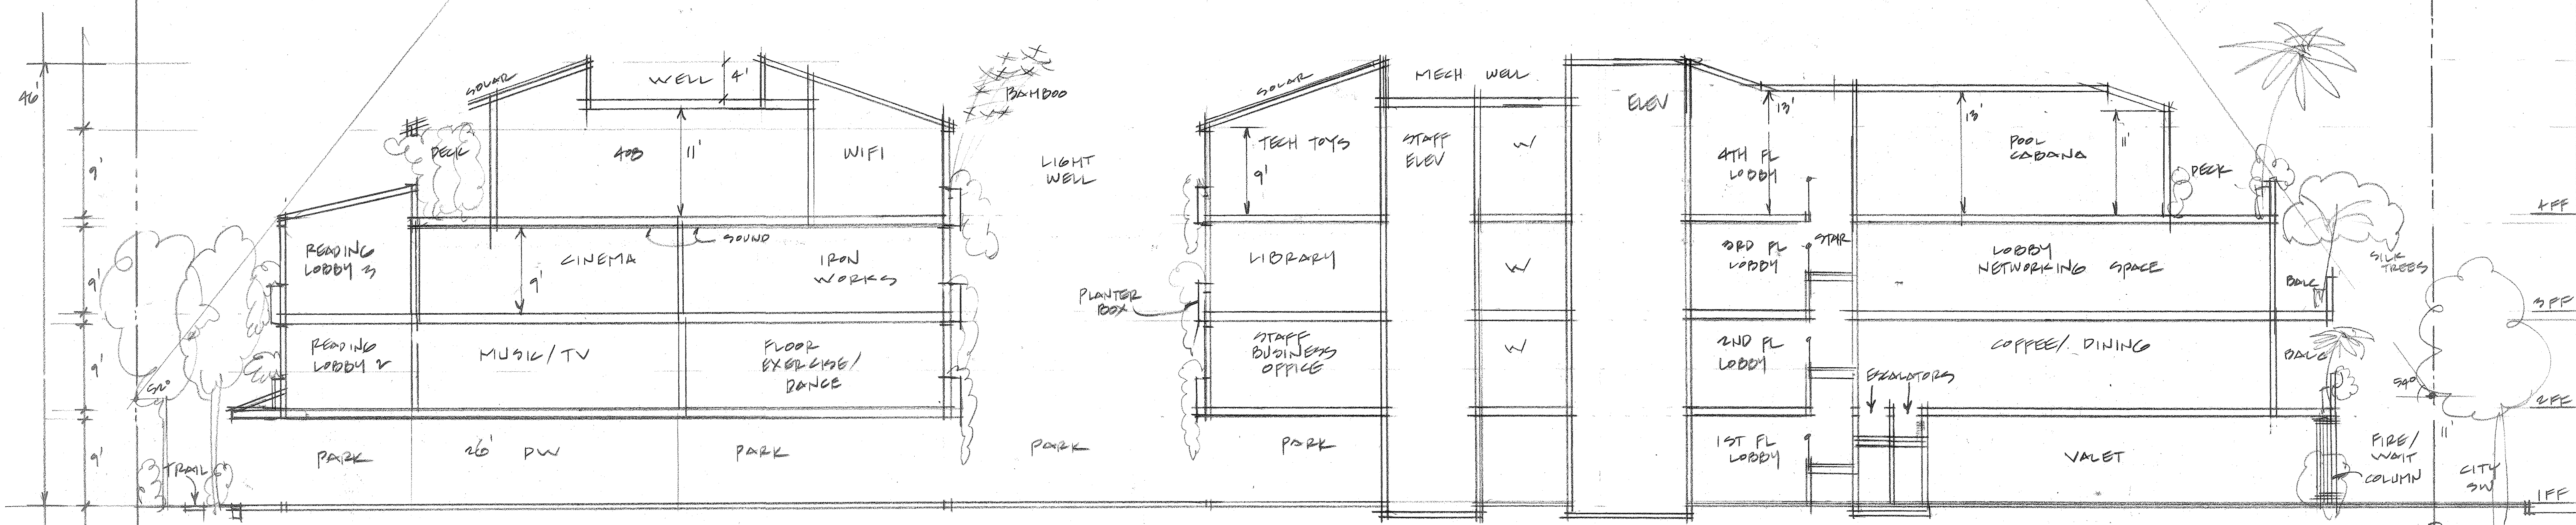 46'
9'
9'
9'
9'
52°
TRAIL
SOLAR
WELL
4'
DECK
408
11'
WIFI
BAMBOO
LIGHT
WELL
READING
LOBBY 3
CINEMA
9'
SOUND
IRON
WORKS
READING
LOBBY 2
MUSIC/TV
FLOOR
EXERCISE/
DANCE
PARK
26' DW
PARK
PARK
PLANTER
BOX
SOLAR
TECH TOYS
9'
LIBRARY
STAFF
BUSINESS
OFFICE
PARK
MECH WELL
STAFF
ELEV
W
W
W
ELEV
4TH FL
LOBBY
13'
3RD FL
LOBBY
STAIR
2ND FL
LOBBY
1ST FL
LOBBY
13'
POOL
CABANA
11'
DECK
LOBBY
NETWORKING SPACE
BALC
COFFEE/ DINING
BALC
ESCALATORS
VALET
SILK
TREES
54°
11'
FIRE/
WAIT
COLUMN
CITY
SW
4FF
3FF
2FF
1FF